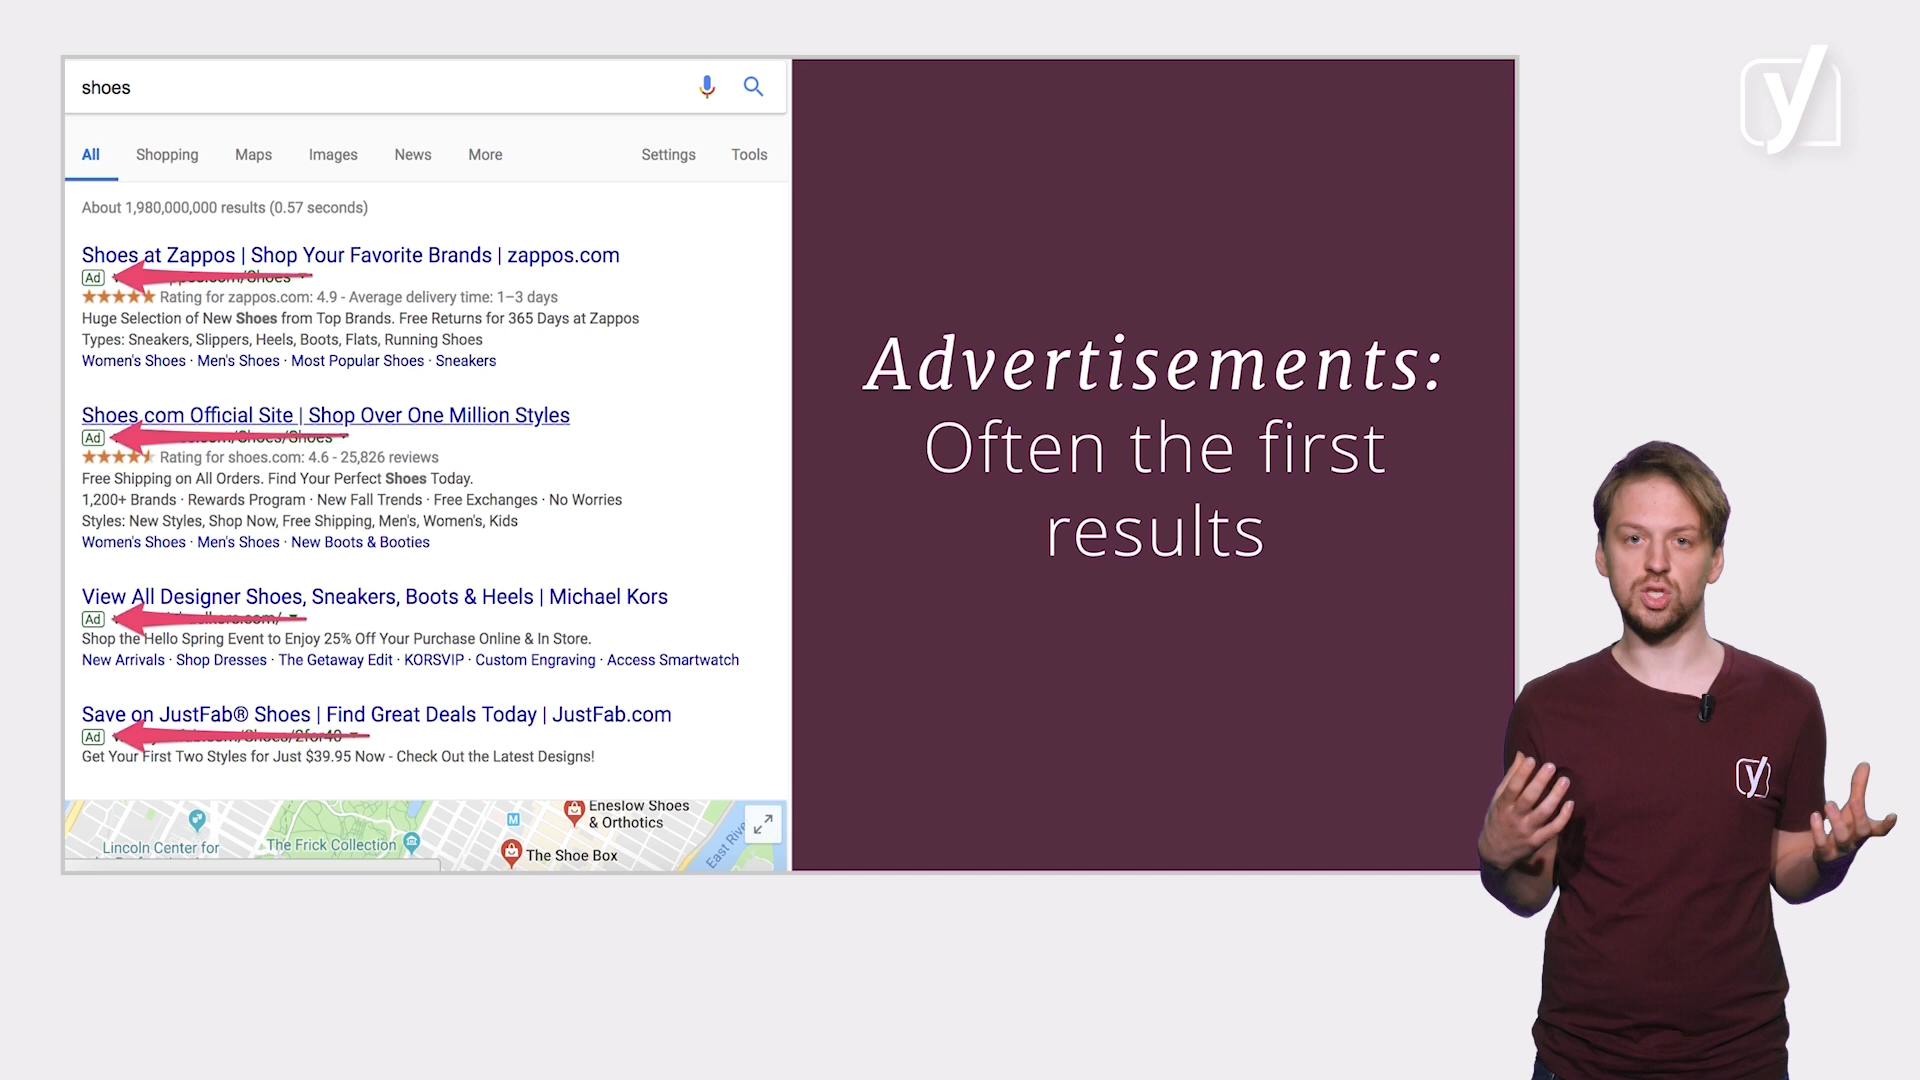 shoes
All Shopping Maps Images News More Settings Tools
About 1,980,000,000 results (0.57 seconds)
Shoes at Zappos | Shop Your Favorite Brands | zappos.com
Ad
Rating for zappos.com: 4.9 - Average delivery time: 1–3 days
Huge Selection of New Shoes from Top Brands. Free Returns for 365 Days at Zappos
Types: Sneakers, Slippers, Heels, Boots, Flats, Running Shoes
Women's Shoes · Men's Shoes · Most Popular Shoes · Sneakers
Shoes.com Official Site | Shop Over One Million Styles
Ad
Rating for shoes.com: 4.6 - 25,826 reviews
Free Shipping on All Orders. Find Your Perfect Shoes Today.
1,200+ Brands · Rewards Program · New Fall Trends · Free Exchanges · No Worries
Styles: New Styles, Shop Now, Free Shipping, Men's, Women's, Kids
Women's Shoes · Men's Shoes · New Boots & Booties
View All Designer Shoes, Sneakers, Boots & Heels | Michael Kors
Ad
Shop the Hello Spring Event to Enjoy 25% Off Your Purchase Online & In Store.
New Arrivals · Shop Dresses · The Getaway Edit · KORSVIP · Custom Engraving · Access Smartwatch
Save on JustFab® Shoes | Find Great Deals Today | JustFab.com
Ad
Get Your First Two Styles for Just $39.95 Now - Check Out the Latest Designs!
Eneslow Shoes
& Orthotics
M
Lincoln Center for
The Frick Collection
The Shoe Box
East
Advertisements:
Often the first
results
y
y